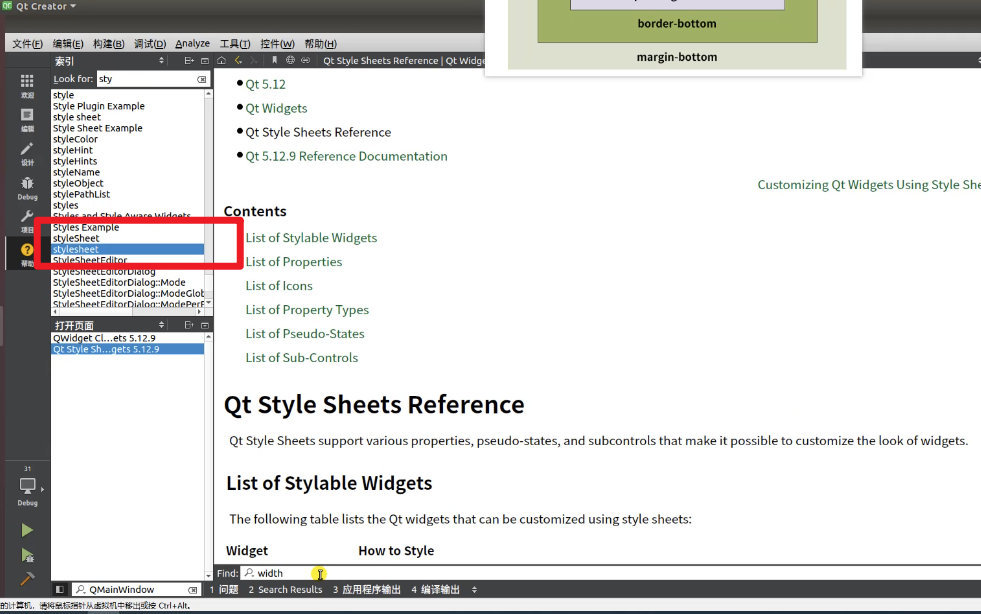 Qt Creator
文件(F) 编辑(E) 构建(B) 调试(D) Analyze 工具(T) 控件(W) 帮助(H)
border-bottom
margin-bottom
索引
Qt Style Sheets Reference | Qt Widge
Look for: sty
欢迎
编辑
设计
Debug
项目
帮助
style
Style Plugin Example
style sheet
Style Sheet Example
styleColor
styleHint
styleHints
styleName
styleObject
stylePathList
styles
Styles and Style Aware Widgets
Styles Example
styleSheet
stylesheet
StyleSheetEditor
StyleSheetEditorDialog
StyleSheetEditorDialog::Mode
StyleSheetEditorDialog::ModeGlob
StyleSheetEditorDialog::ModePerF
打开页面
QWidget Cl...ets 5.12.9
Qt Style Sh...gets 5.12.9
Qt 5.12
Qt Widgets
Qt Style Sheets Reference
Qt 5.12.9 Reference Documentation
Customizing Qt Widgets Using Style She
Contents
List of Stylable Widgets
List of Properties
List of Icons
List of Property Types
List of Pseudo-States
List of Sub-Controls
Qt Style Sheets Reference
Qt Style Sheets support various properties, pseudo-states, and subcontrols that make it possible to customize the look of widgets.
List of Stylable Widgets
The following table lists the Qt widgets that can be customized using style sheets:
Widget How to Style
31
Debug
Find: width
QMainWindow 1 问题 2 Search Results 3 应用程序输出 4 编译输出
的计算机，请将鼠标指针从虚拟机中移出或按 Ctrl+Alt。